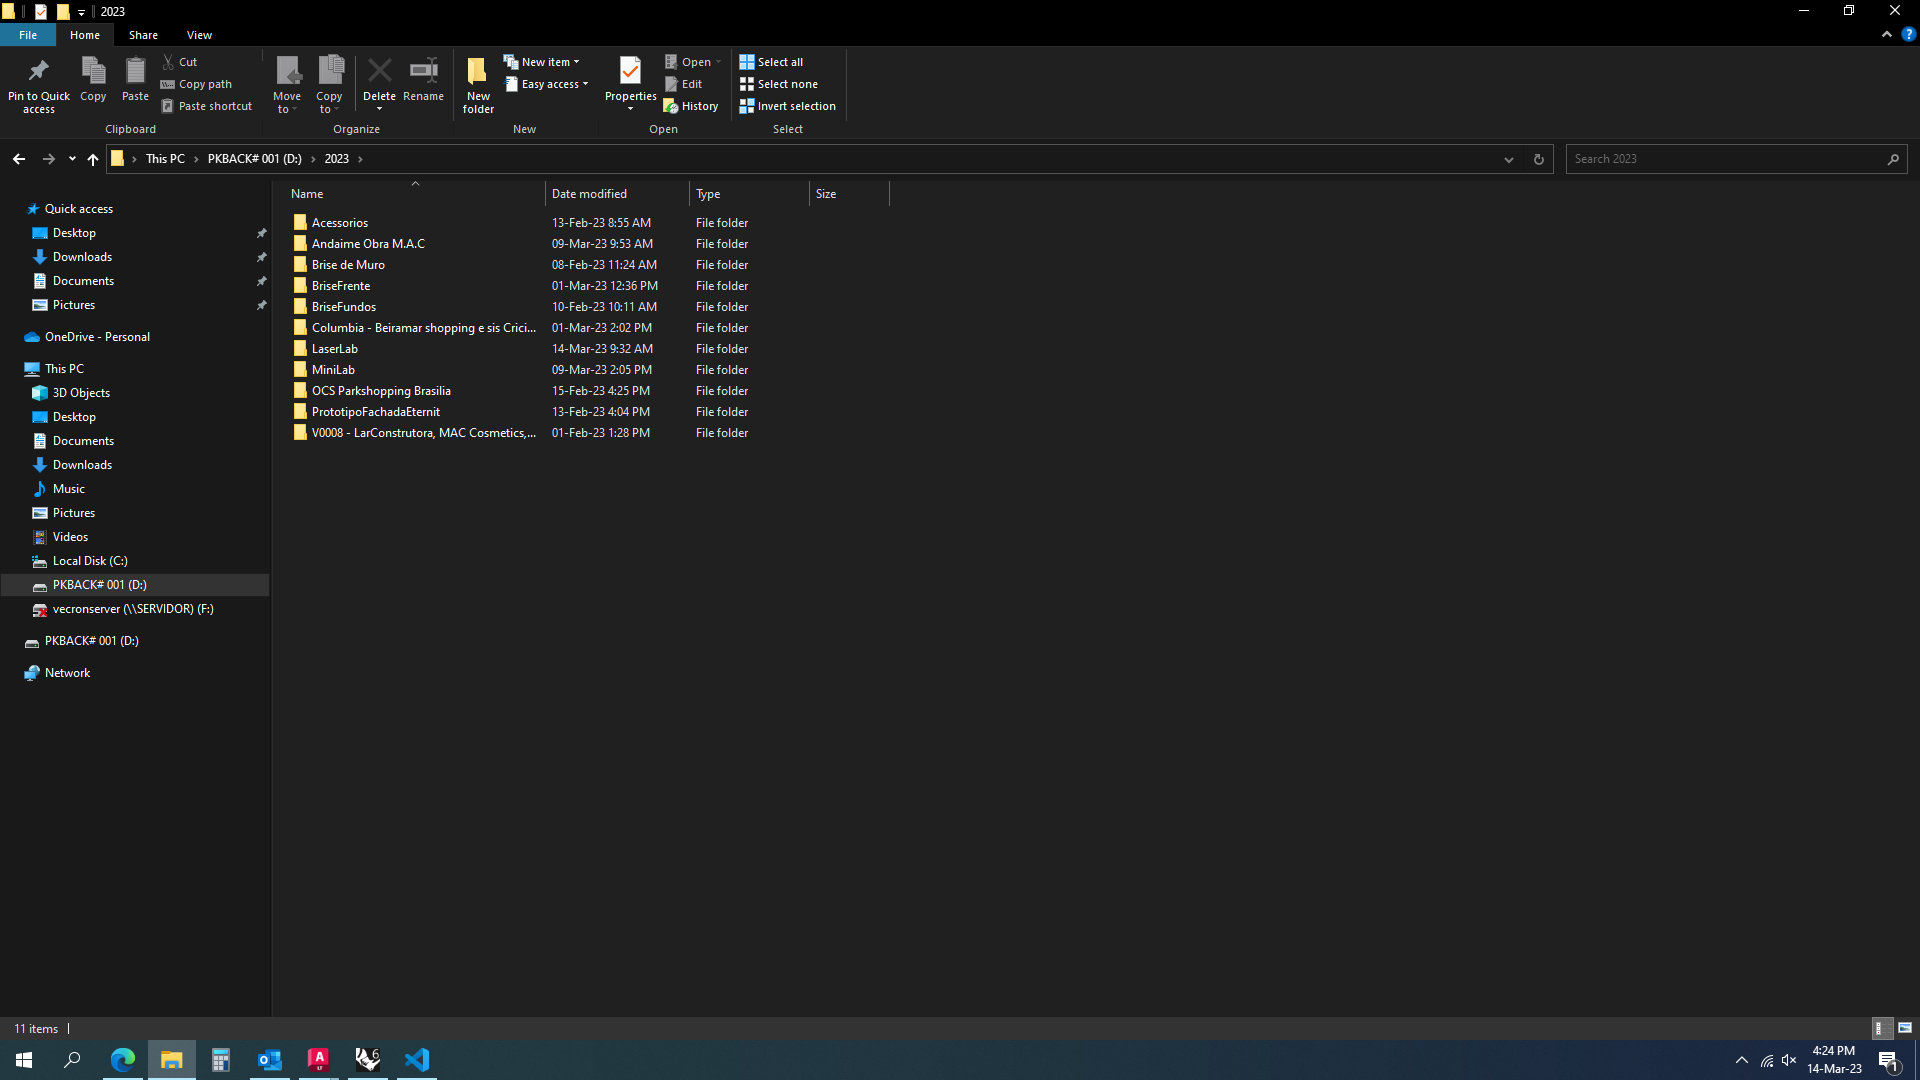 2023
File Home Share View
Pin to Quick access
Copy
Paste
Cut
Copy path
Paste shortcut
Clipboard
Move to
Copy to
Delete
Rename
Organize
New folder
New item
Easy access
New
Properties
Open
Edit
History
Open
Select all
Select none
Invert selection
Select
This PC PKBACK# 001 (D:) 2023
Search 2023
Quick access
Desktop
Downloads
Documents
Pictures
OneDrive - Personal
This PC
3D Objects
Desktop
Documents
Downloads
Music
Pictures
Videos
Local Disk (C:)
PKBACK# 001 (D:)
vecronserver (\\SERVIDOR) (F:)
PKBACK# 001 (D:)
Network
Name Date modified Type Size
Acessorios 13-Feb-23 8:55 AM File folder
Andaime Obra M.A.C 09-Mar-23 9:53 AM File folder
Brise de Muro 08-Feb-23 11:24 AM File folder
BriseFrente 01-Mar-23 12:36 PM File folder
BriseFundos 10-Feb-23 10:11 AM File folder
Columbia - Beiramar shopping e sis Crici... 01-Mar-23 2:02 PM File folder
LaserLab 14-Mar-23 9:32 AM File folder
MiniLab 09-Mar-23 2:05 PM File folder
OCS Parkshopping Brasilia 15-Feb-23 4:25 PM File folder
PrototipoFachadaEternit 13-Feb-23 4:04 PM File folder
V0008 - LarConstrutora, MAC Cosmetics,... 01-Feb-23 1:28 PM File folder
11 items
A
LT
6
4:24 PM
14-Mar-23
1